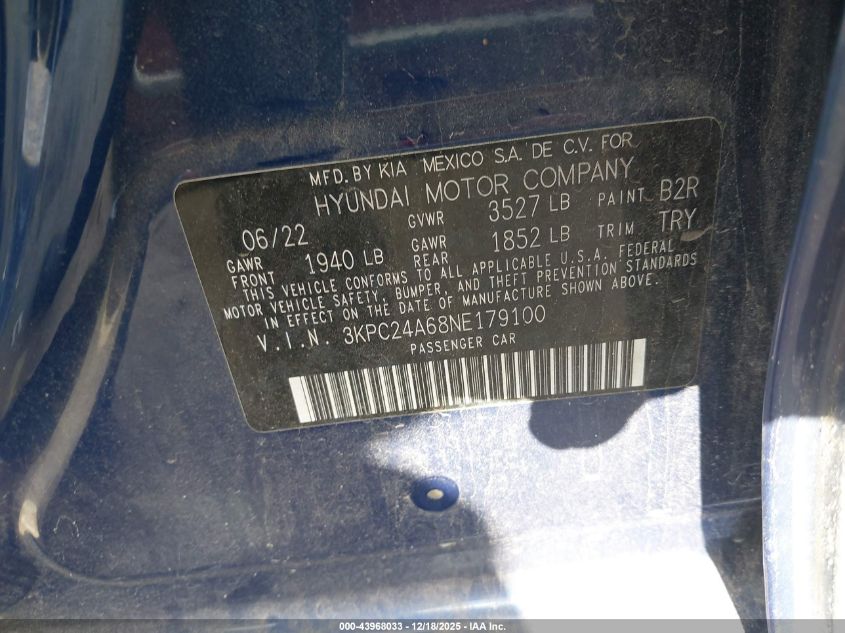 MFD. BY KIA MEXICO S.A. DE C.V. FOR
HYUNDAI MOTOR COMPANY
06/22 GVWR 3527 LB PAINT B2R
GAWR FRONT 1940 LB GAWR REAR 1852 LB TRIM TRY
THIS VEHICLE CONFORMS TO ALL APPLICABLE U.S.A. FEDERAL
MOTOR VEHICLE SAFETY, BUMPER, AND THEFT PREVENTION STANDARDS
IN EFFECT ON THE DATE OF MANUFACTURE SHOWN ABOVE.
V.I.N. 3KPC24A68NE179100
PASSENGER CAR
000-43968033 - 12/18/2025 - IAA Inc.